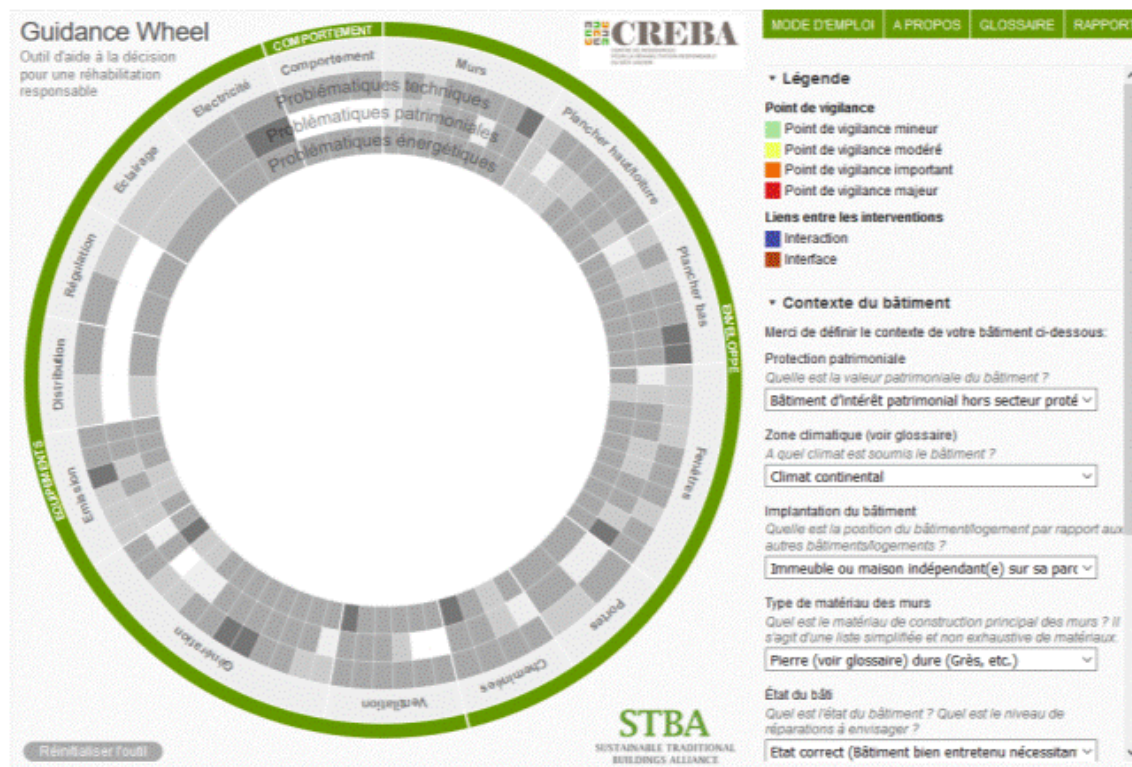 Guidance Wheel
Outil d'aide à la décision
pour une réhabilitation
responsable
CREBA
MODE D'EMPLOI
A PROPOS
GLOSSAIRE
RAPPORT
COMPORTEMENT
ENVELOPPE
EQUIPEMENTS
Comportement
Murs
Plancher haut/toiture
Plancher bas
Fenêtres
Portes
Cheminées
Ventilation
Génération
Emission
Distribution
Régulation
Eclairage
Electricité
Problématiques techniques
Problématiques patrimoniales
Problématiques énergétiques
Légende
Point de vigilance
Point de vigilance mineur
Point de vigilance modéré
Point de vigilance important
Point de vigilance majeur
Liens entre les interventions
Interaction
Interface
Contexte du bâtiment
Merci de définir le contexte de votre bâtiment ci-dessous:
Protection patrimoniale
Quelle est la valeur patrimoniale du bâtiment ?
Bâtiment d'intérêt patrimonial hors secteur proté
Zone climatique (voir glossaire)
A quel climat est soumis le bâtiment ?
Climat continental
Implantation du bâtiment
Quelle est la position du bâtiment/logement par rapport aux
autres bâtiments/logements ?
Immeuble ou maison indépendant(e) sur sa parc
Type de matériau des murs
Quel est le matériau de construction principal des murs ? Il
s'agit d'une liste simplifiée et non exhaustive de matériaux.
Pierre (voir glossaire) dure (Grès, etc.)
État du bâti
Quel est l'état du bâtiment ? Quel est le niveau de
réparations à envisager ?
Etat correct (Bâtiment bien entretenu nécessitan
STBA
SUSTAINABLE TRADITIONAL
BUILDINGS ALLIANCE
Réinitialiser l'outil